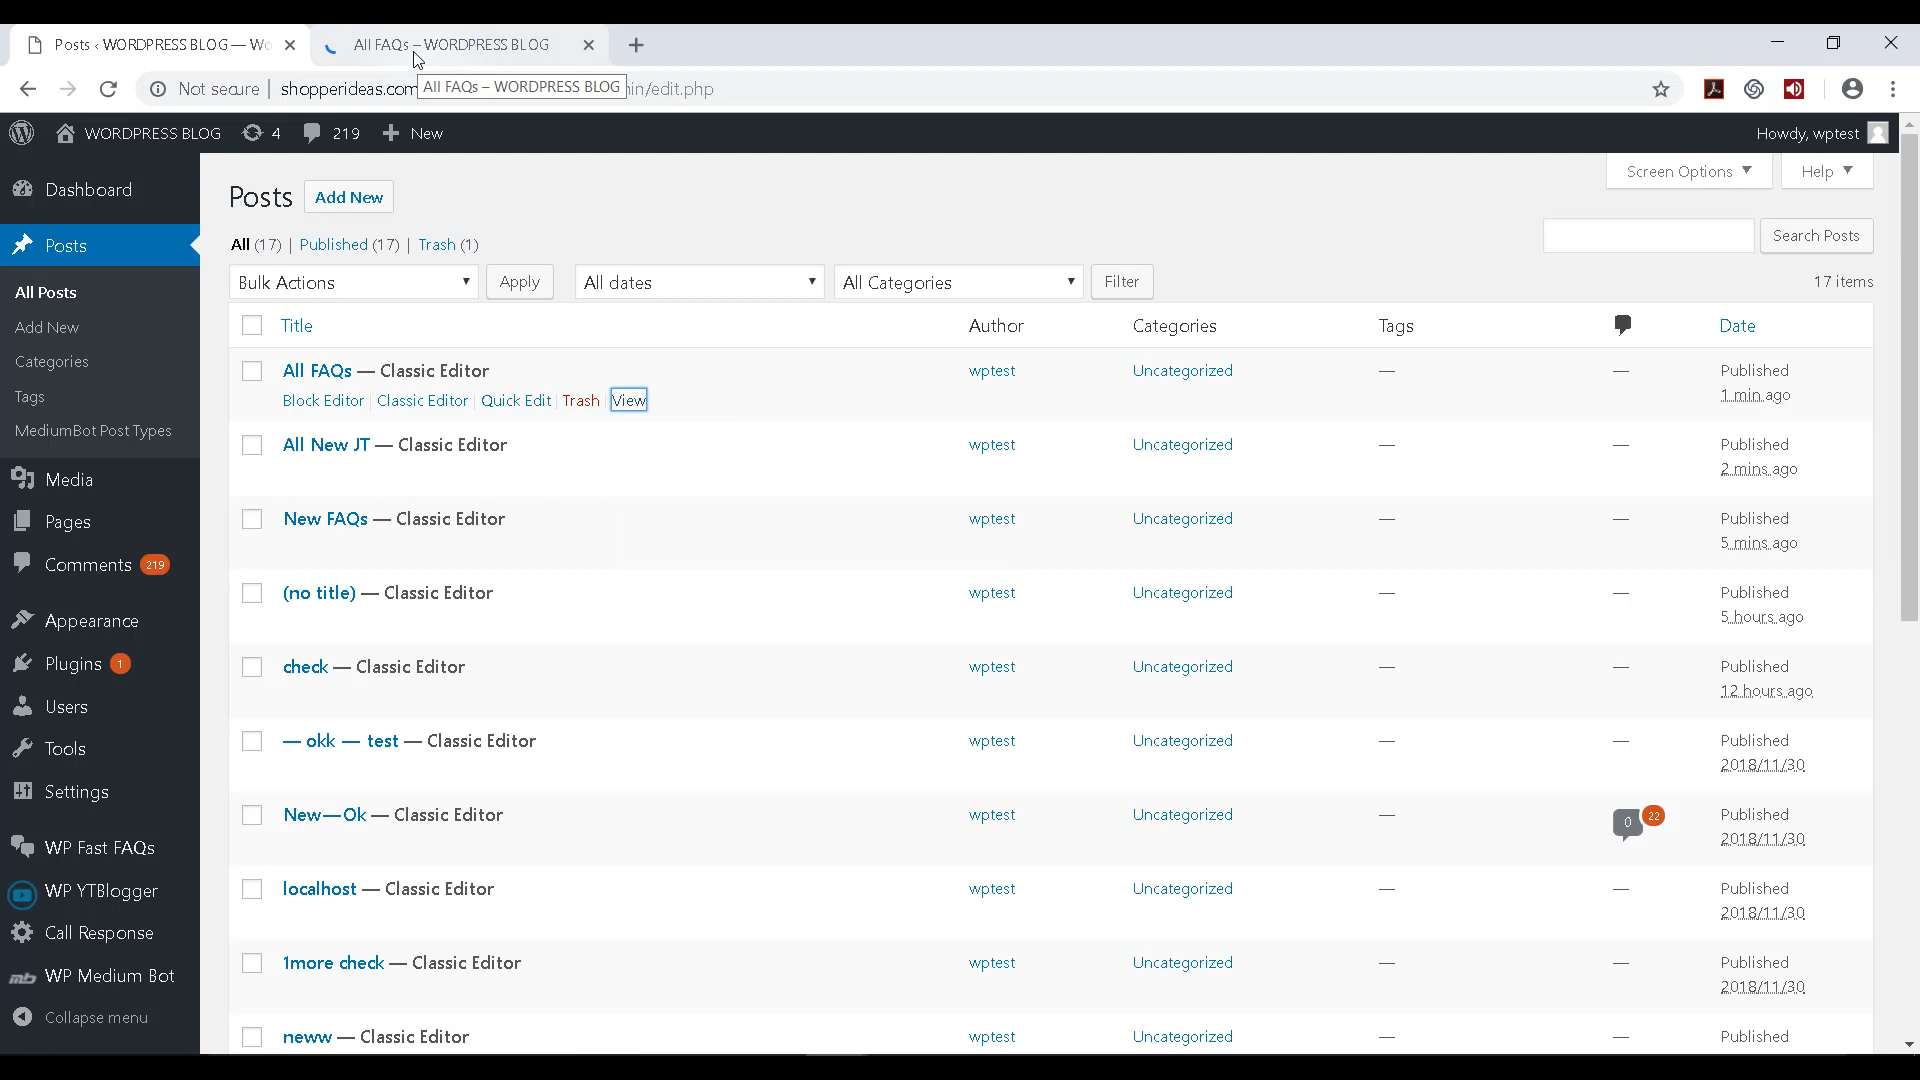 Posts ‹ WORDPRESS BLOG — Wo
All FAQs – WORDPRESS BLOG
Not secure
shopperideas.com
in/edit.php
All FAQs – WORDPRESS BLOG
WORDPRESS BLOG
4
219
New
Howdy, wptest
Dashboard
Posts
All Posts
Add New
Categories
Tags
MediumBot Post Types
Media
Pages
Comments 219
Appearance
Plugins 1
Users
Tools
Settings
WP Fast FAQs
WP YTBlogger
Call Response
WP Medium Bot
Collapse menu
Screen Options
Help
Posts
Add New
All (17) | Published (17) | Trash (1)
Search Posts
Bulk Actions
Apply
All dates
All Categories
Filter
17 items
Title Author Categories Tags Date
All FAQs — Classic Editor wptest Uncategorized — — Published
Block Editor | Classic Editor | Quick Edit | Trash | View 1 min ago
All New JT — Classic Editor wptest Uncategorized — — Published
2 mins ago
New FAQs — Classic Editor wptest Uncategorized — — Published
5 mins ago
(no title) — Classic Editor wptest Uncategorized — — Published
5 hours ago
check — Classic Editor wptest Uncategorized — — Published
12 hours ago
— okk — test — Classic Editor wptest Uncategorized — — Published
2018/11/30
New—Ok — Classic Editor wptest Uncategorized — 0 22 Published
2018/11/30
localhost — Classic Editor wptest Uncategorized — — Published
2018/11/30
1more check — Classic Editor wptest Uncategorized — — Published
2018/11/30
neww — Classic Editor wptest Uncategorized — — Published